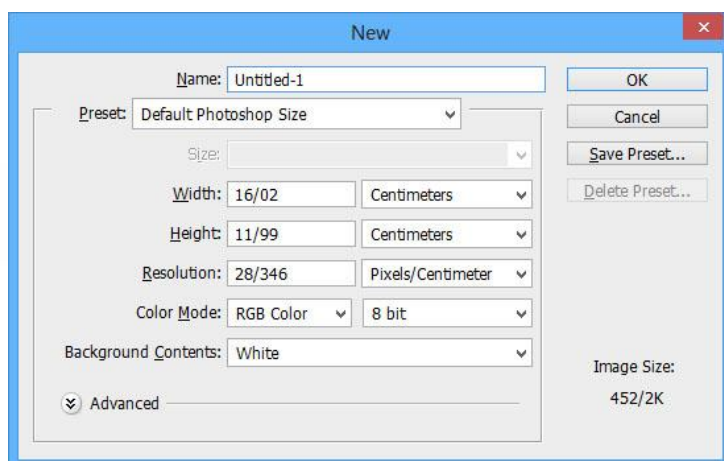 New
Name: Untitled-1
OK
Preset: Default Photoshop Size
Cancel
Size:
Save Preset...
Width: 16/02 Centimeters
Delete Preset...
Height: 11/99 Centimeters
Resolution: 28/346 Pixels/Centimeter
Color Mode: RGB Color 8 bit
Background Contents: White
Image Size:
452/2K
Advanced